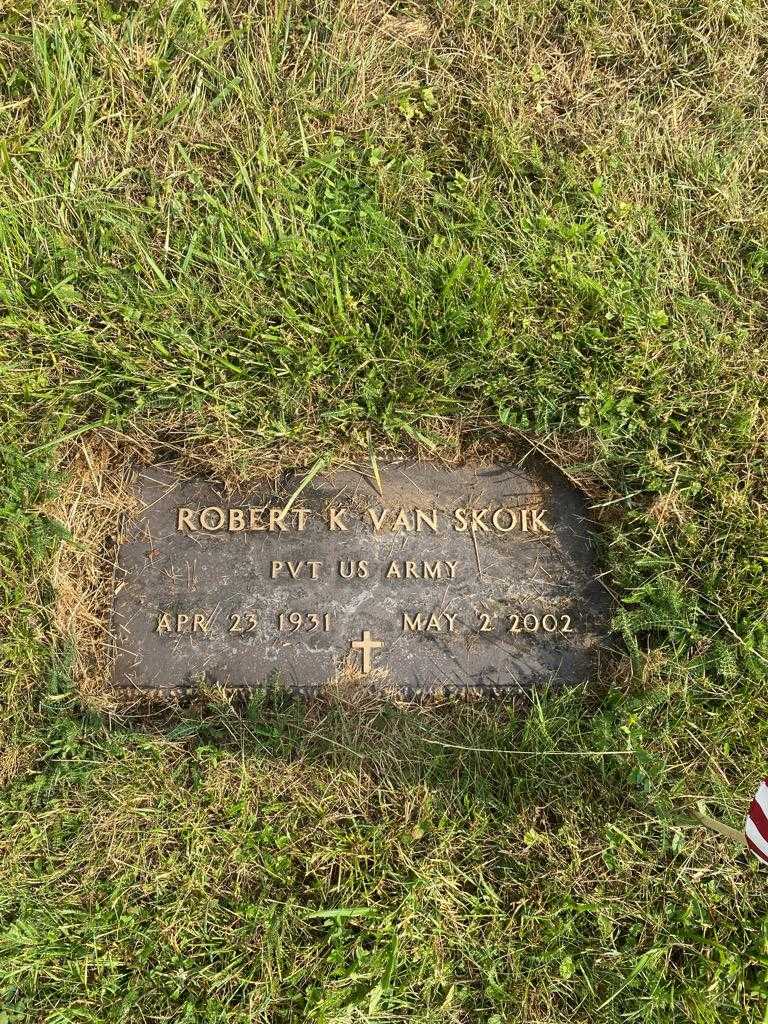 ROBERT K VAN SKOIK
PVT US ARMY
APR 23 1931 MAY 2 2002